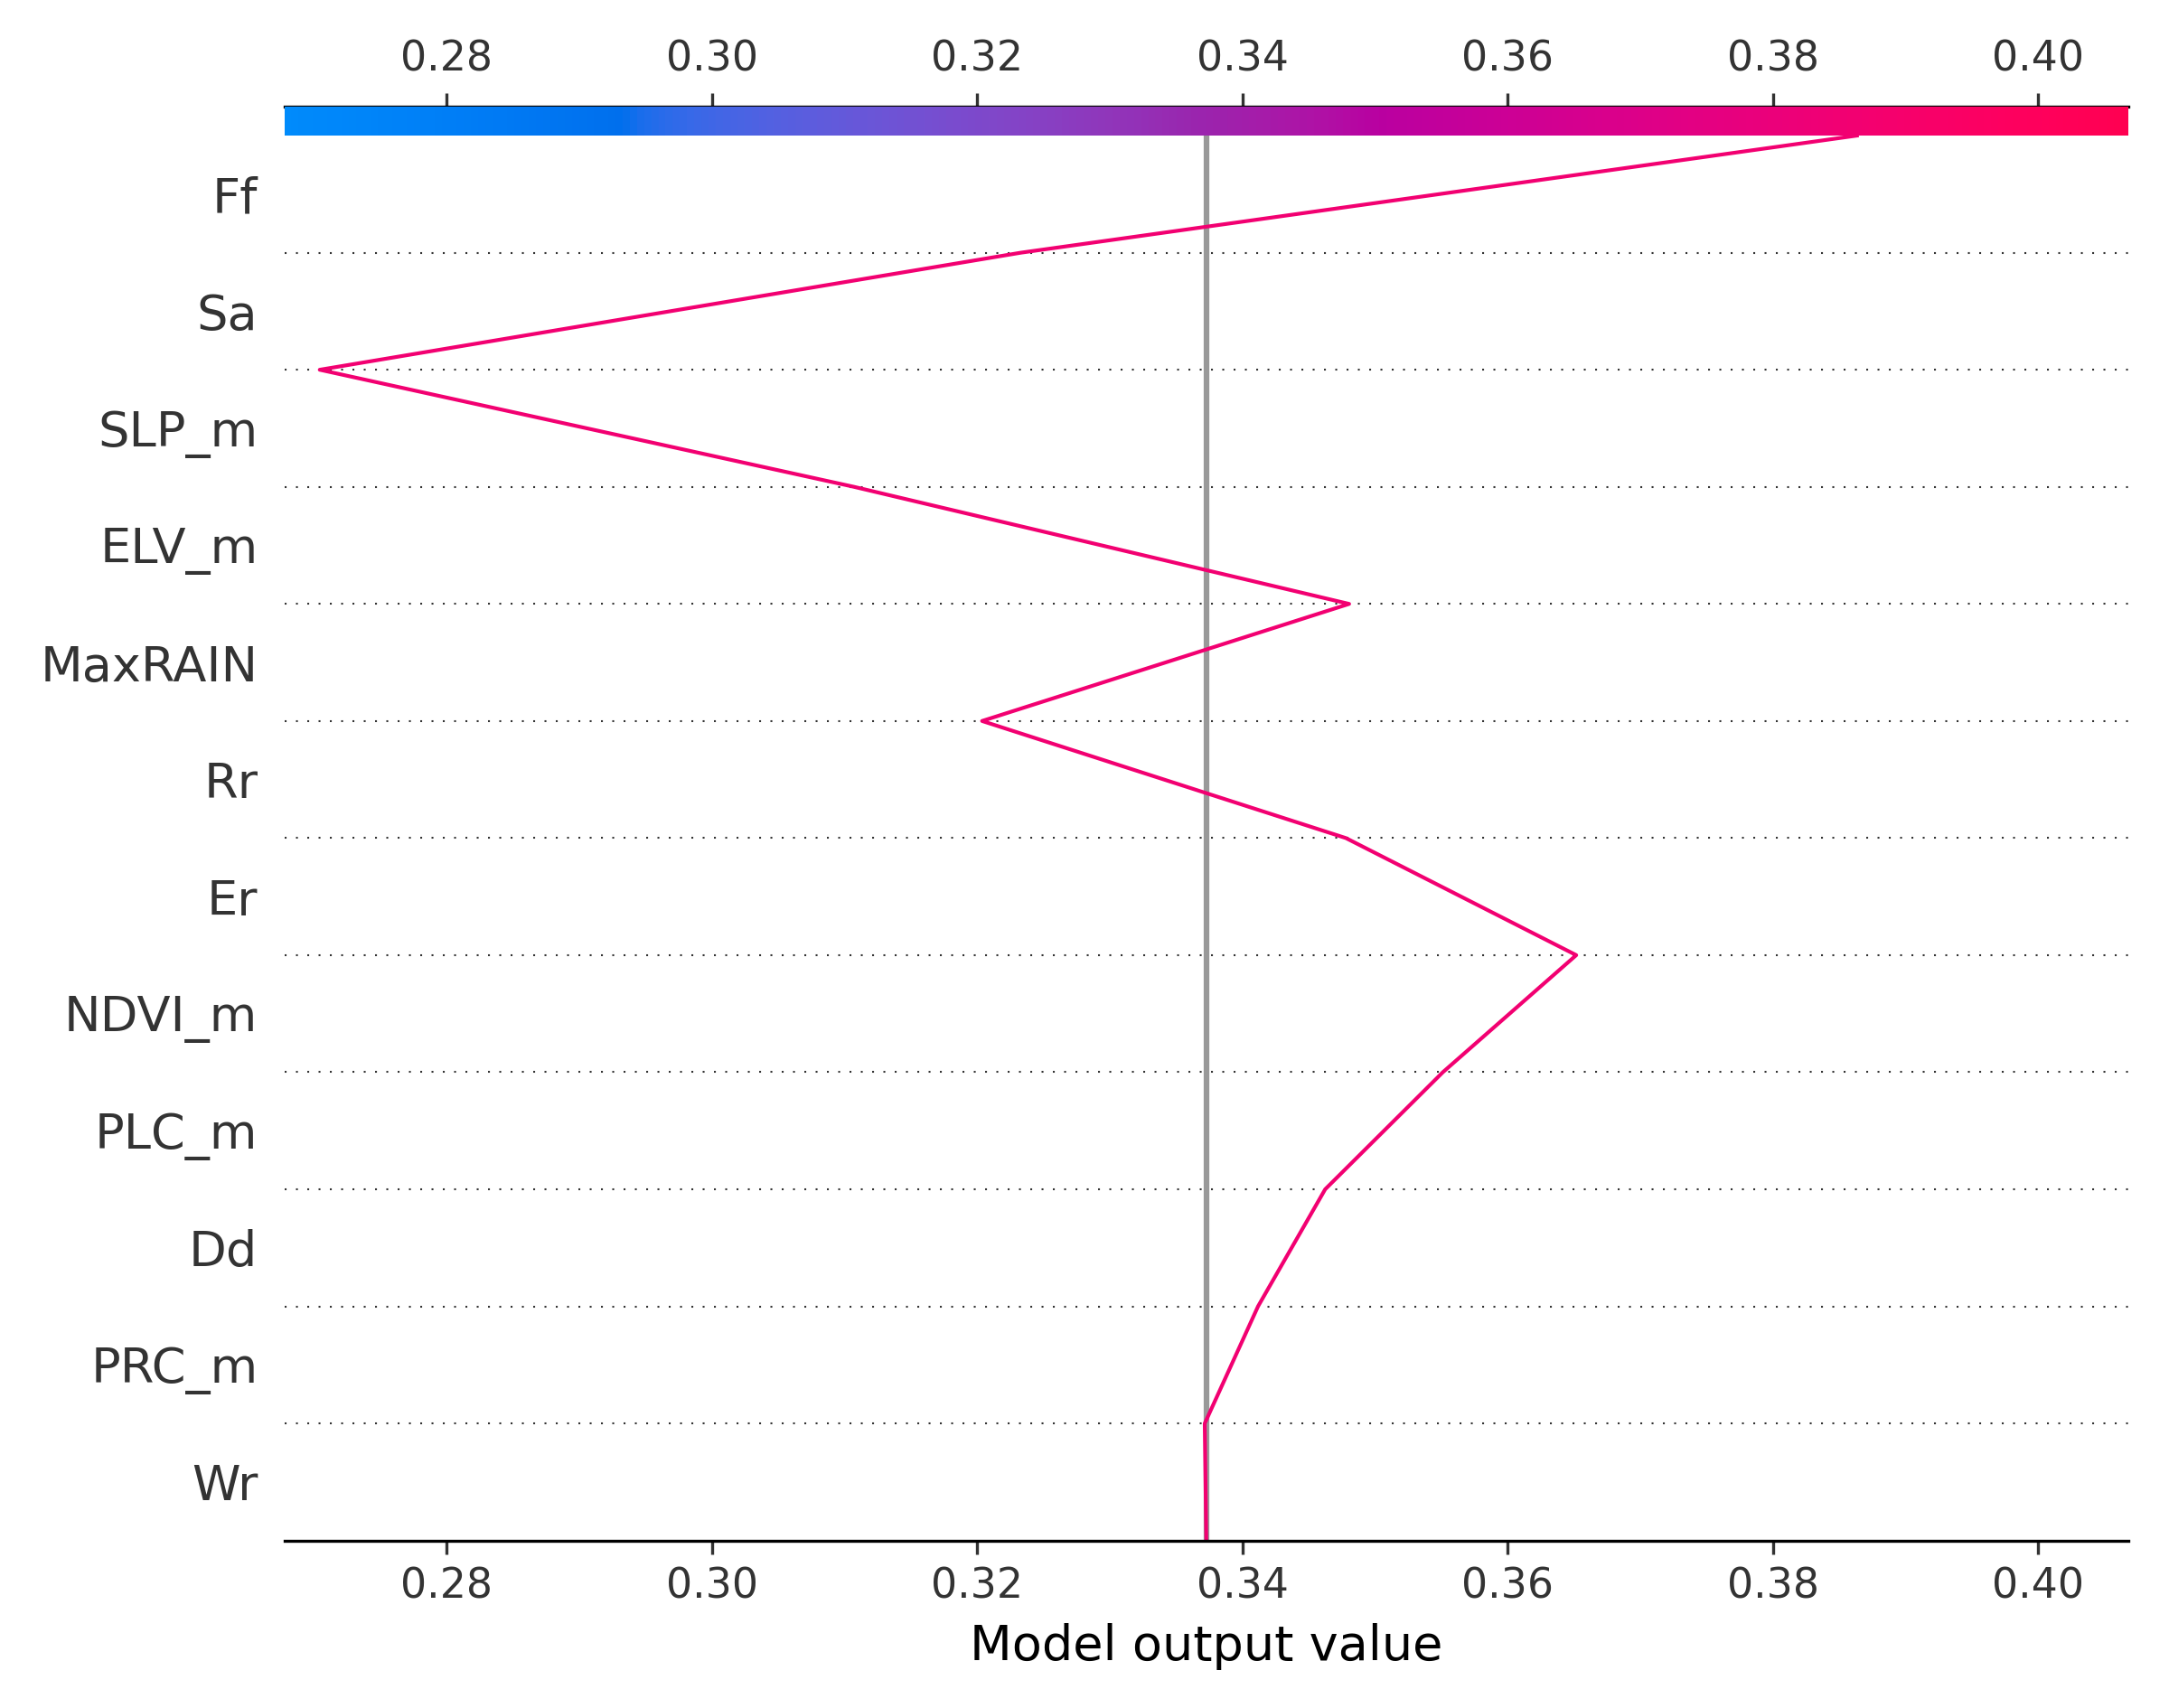 0.28 0.30 0.32 0.34 0.36 0.38 0.40
Ff
Sa
SLP_m
ELV_m
MaxRAIN
Rr
Er
NDVI_m
PLC_m
Dd
PRC_m
Wr
0.28 0.30 0.32 0.34 0.36 0.38 0.40
Model output value